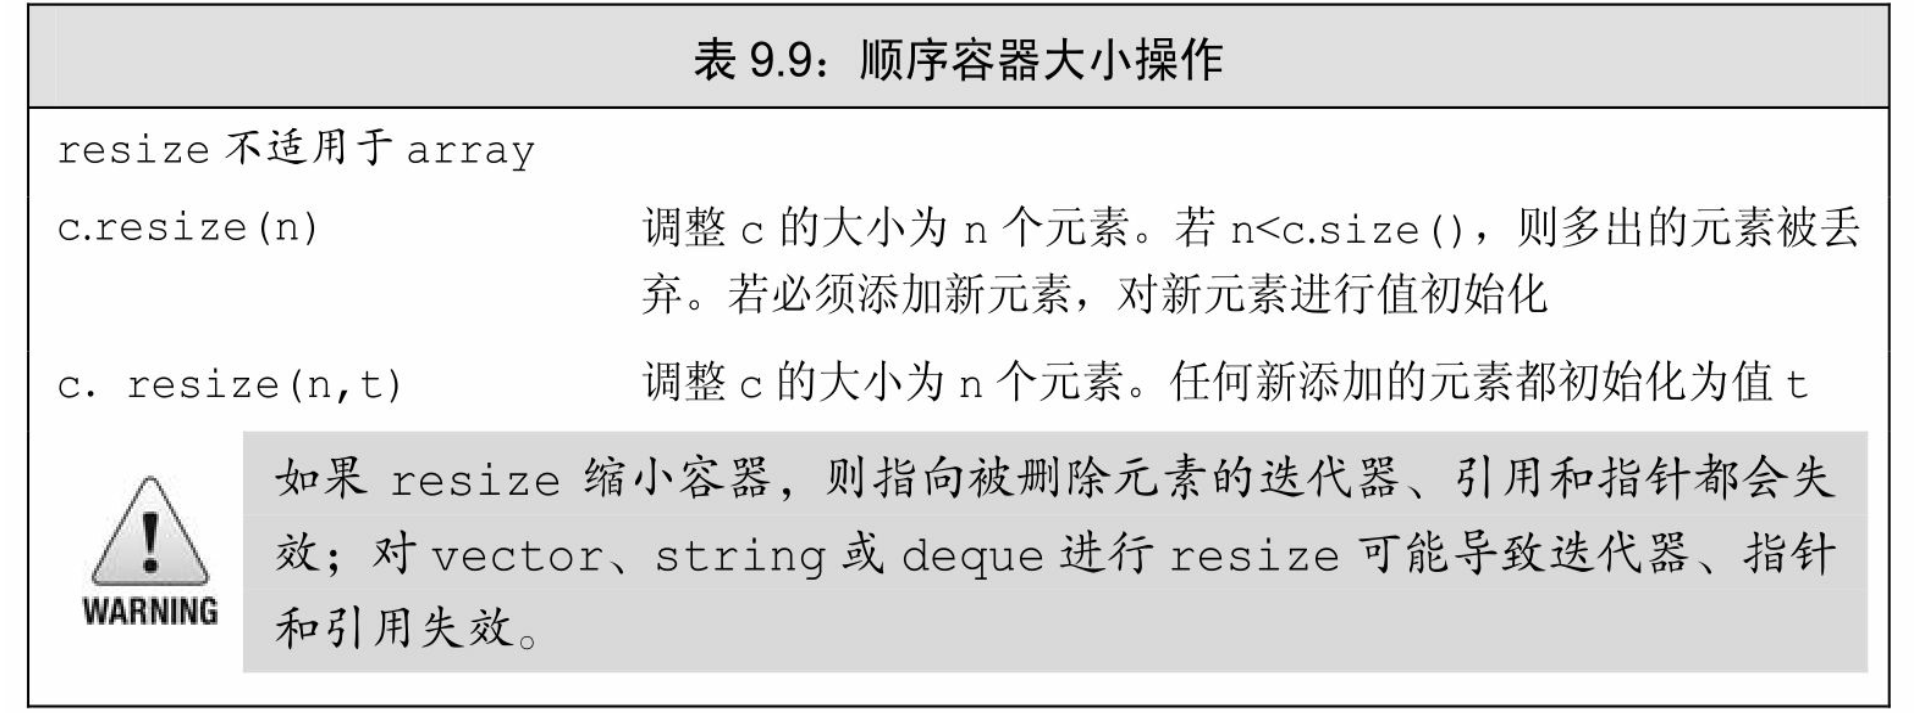 表 9.9：顺序容器大小操作
resize 不适用于 array
c.resize(n) 调整 c 的大小为 n 个元素。若 n<c.size()，则多出的元素被丢
弃。若必须添加新元素，对新元素进行值初始化
c. resize(n,t) 调整 c 的大小为 n 个元素。任何新添加的元素都初始化为值 t
如果 resize 缩小容器，则指向被删除元素的迭代器、引用和指针都会失
效；对 vector、string 或 deque 进行 resize 可能导致迭代器、指针
和引用失效。
WARNING